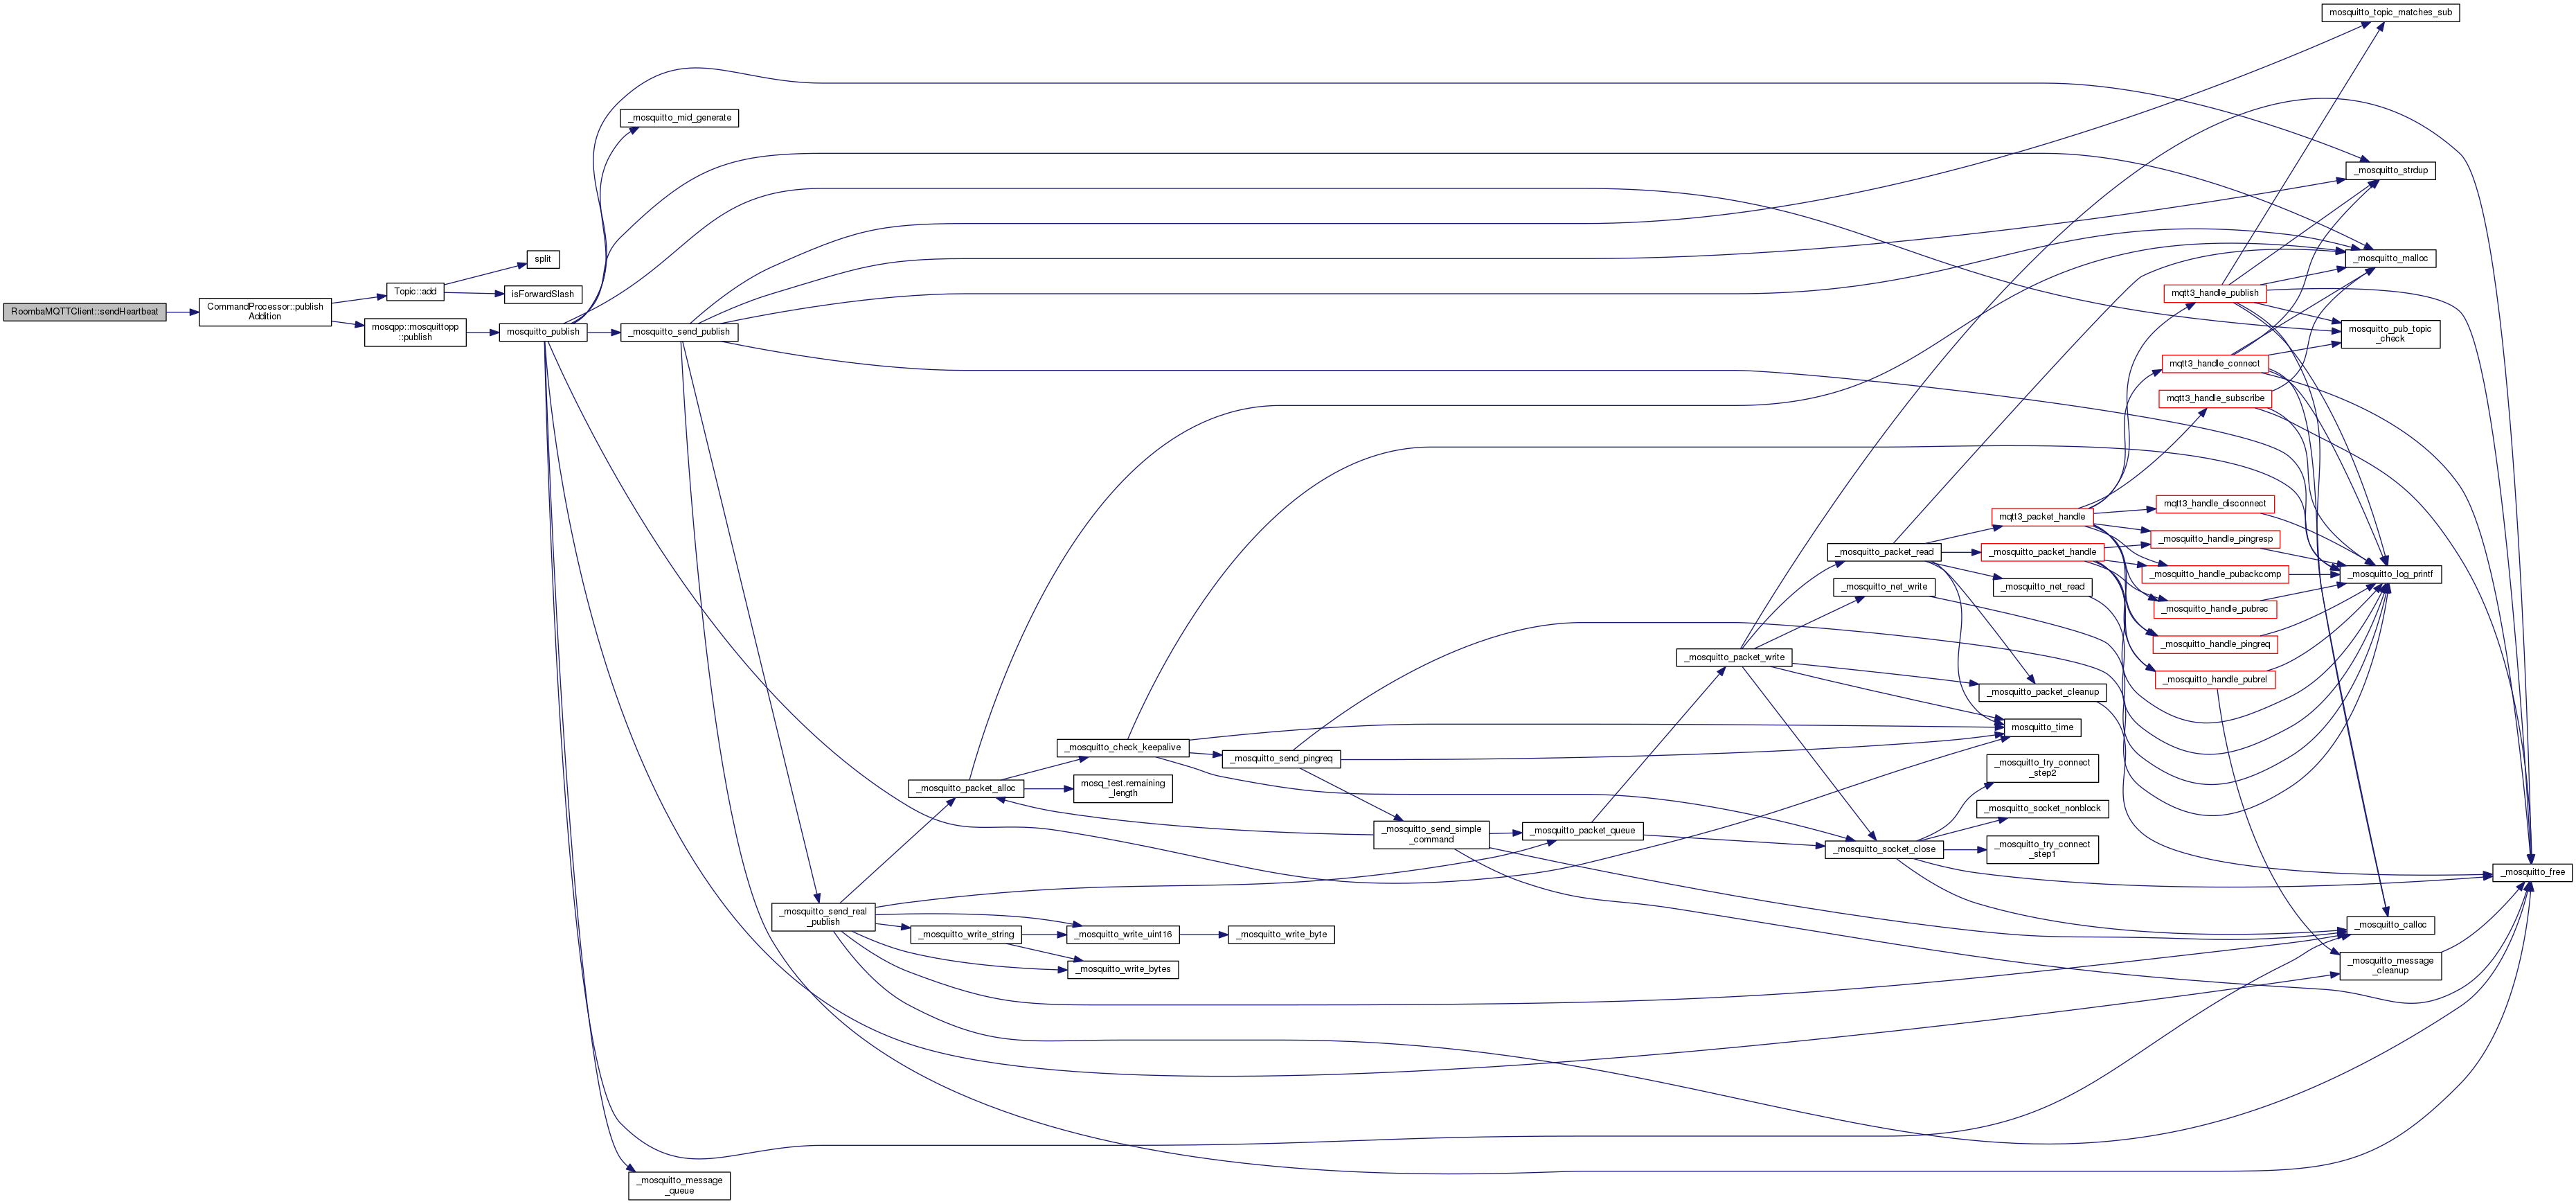 RoombaMQTTClient::sendHeartbeat
CommandProcessor::publish
Addition
Topic::add
mosqpp::mosquittopp
::publish
split
isForwardSlash
mosquitto_publish
_mosquitto_mid_generate
_mosquitto_send_publish
_mosquitto_message
_queue
_mosquitto_send_real
_publish
_mosquitto_packet_alloc
_mosquitto_write_string
_mosquitto_check_keepalive
mosq_test.remaining
_length
_mosquitto_write_uint16
_mosquitto_write_bytes
_mosquitto_send_pingreq
_mosquitto_write_byte
_mosquitto_send_simple
_command
_mosquitto_packet_queue
_mosquitto_packet_write
_mosquitto_packet_read
_mosquitto_net_write
_mosquitto_socket_close
mqtt3_packet_handle
_mosquitto_packet_handle
_mosquitto_net_read
_mosquitto_packet_cleanup
mosquitto_time
_mosquitto_try_connect
_step2
_mosquitto_socket_nonblock
_mosquitto_try_connect
_step1
mqtt3_handle_publish
mqtt3_handle_connect
mqtt3_handle_subscribe
mqtt3_handle_disconnect
_mosquitto_handle_pingresp
_mosquitto_handle_pubackcomp
_mosquitto_handle_pubrec
_mosquitto_handle_pingreq
_mosquitto_handle_pubrel
mosquitto_topic_matches_sub
_mosquitto_strdup
_mosquitto_malloc
mosquitto_pub_topic
_check
_mosquitto_log_printf
_mosquitto_free
_mosquitto_calloc
_mosquitto_message
_cleanup